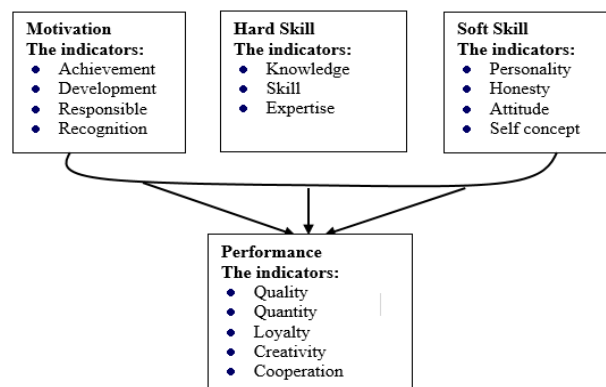 Motivation
The indicators:
Achievement
Development
Responsible
Recognition
Hard Skill
The indicators:
Knowledge
Skill
Expertise
Soft Skill
The indicators:
Personality
Honesty
Attitude
Self concept
Performance
The indicators:
Quality
Quantity
Loyalty
Creativity
Cooperation